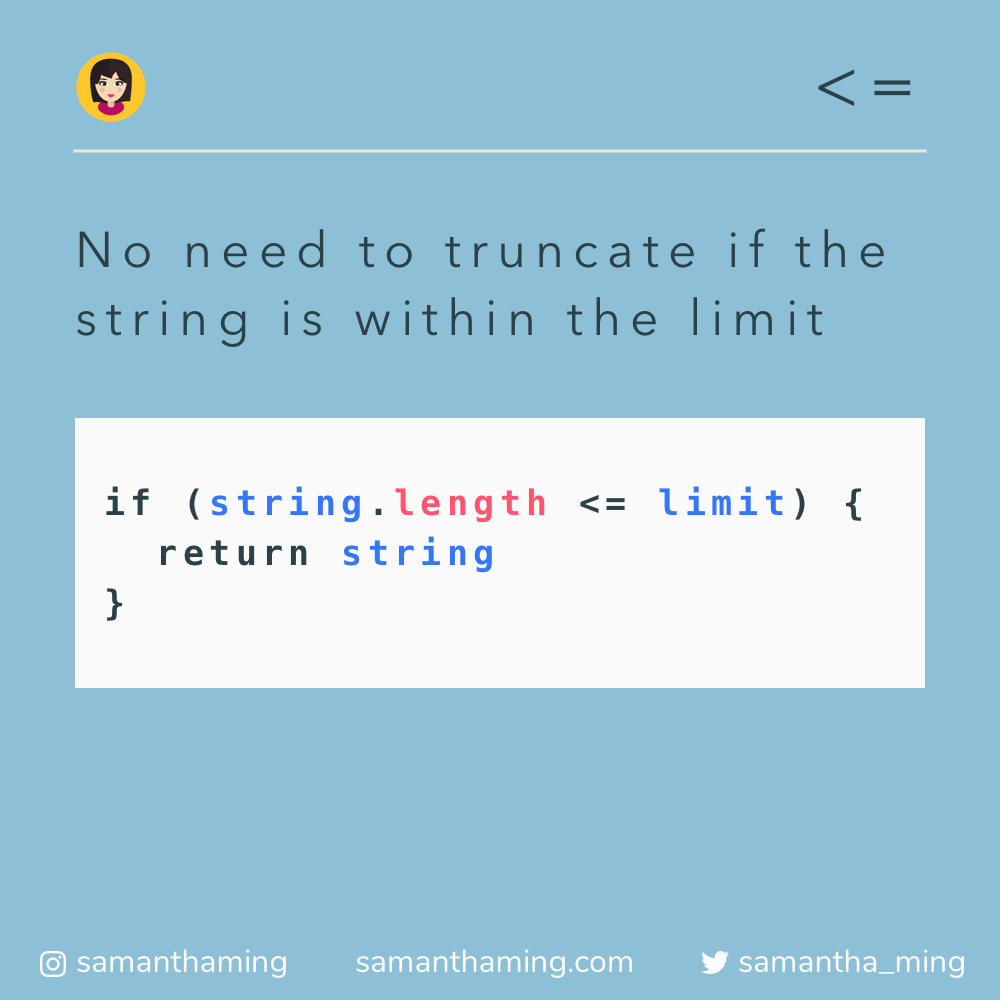 < =
No need to truncate if the
string is within the limit
if (string.length <= limit) {
  return string
}
samanthaming samanthaming.com samantha_ming